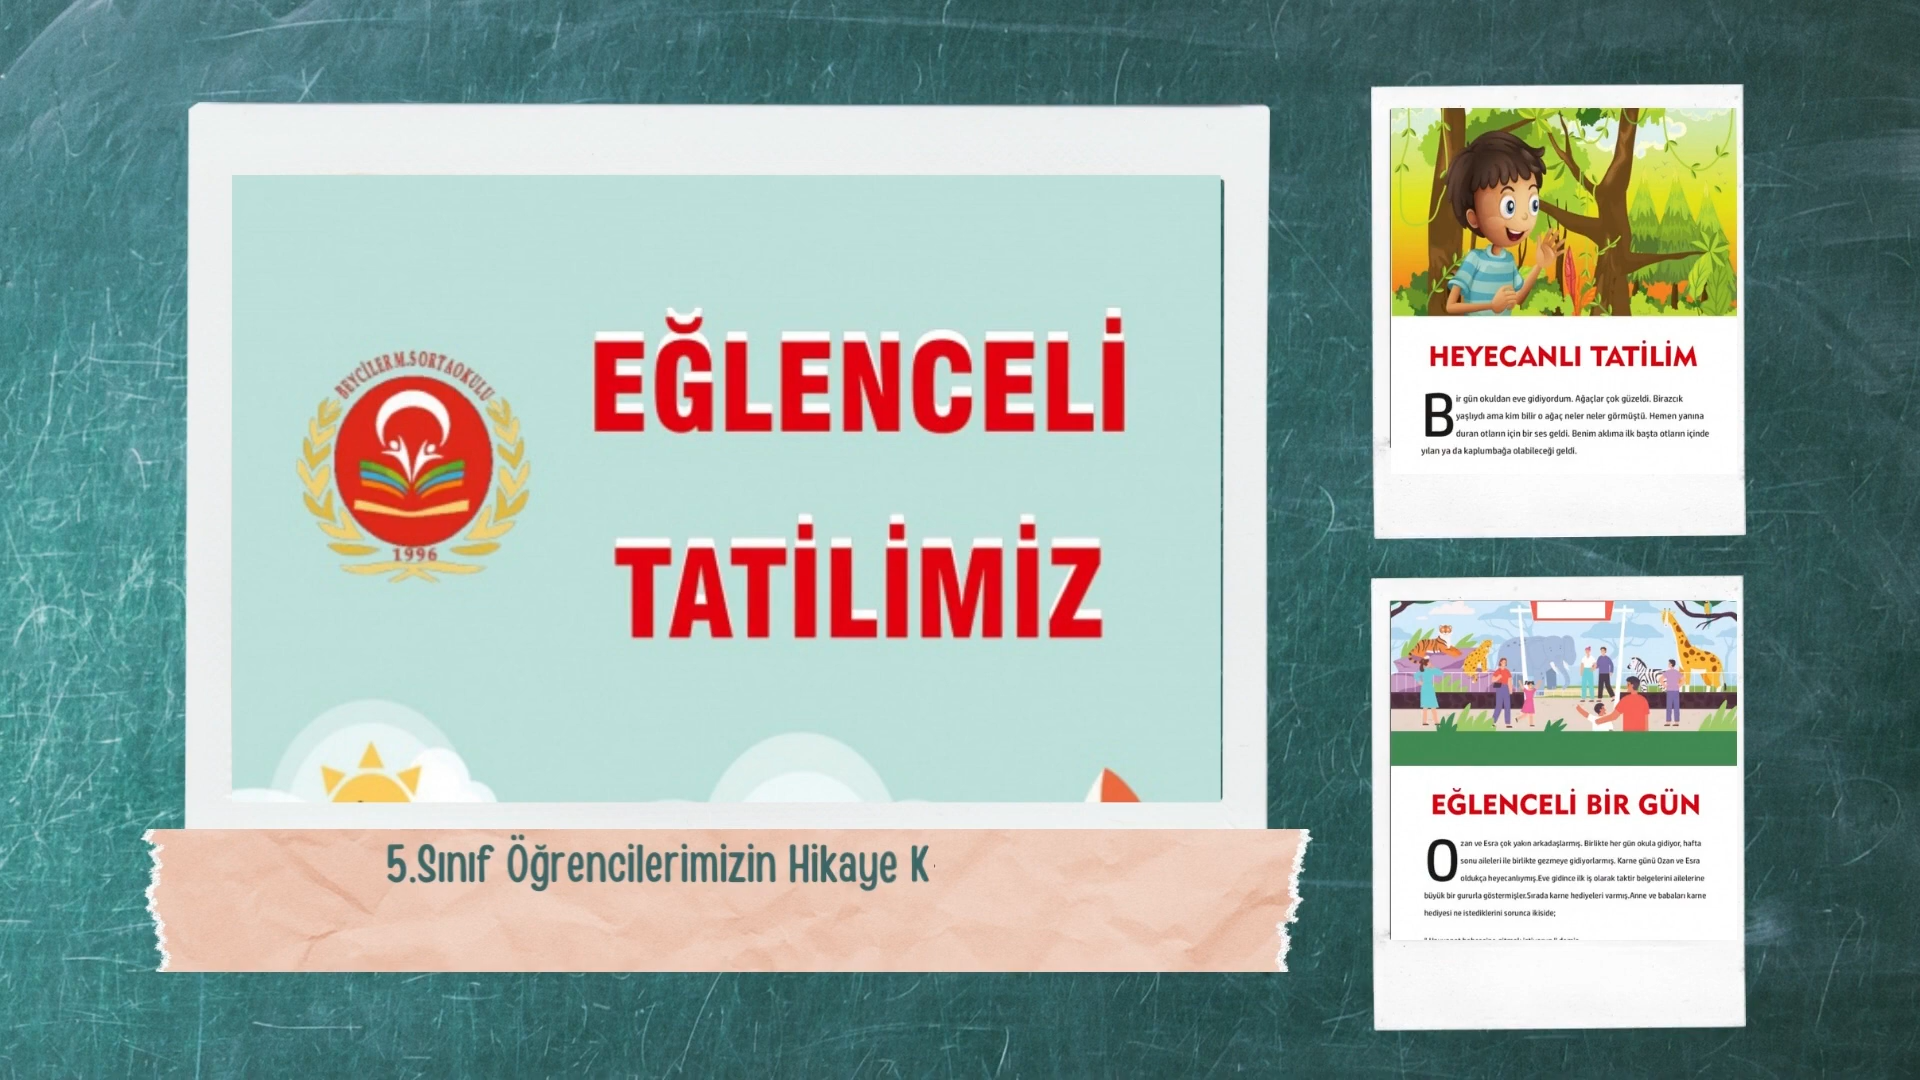 BEYCİLER M.S ORTAOKULU
1996
EĞLENCELİ
TATİLİMİZ
5.Sınıf Öğrencilerimizin Hikaye K
HEYECANLI TATİLİM
Bir gün okuldan eve gidiyordum. Ağaçlar çok güzeldi. Birazcık
yaşlıydı ama kim bilir o ağaç neler neler görmüştü. Hemen yanına
duran otların için bir ses geldi. Benim aklıma ilk başta otların içinde
yılan ya da kaplumbağa olabileceği geldi.
EĞLENCELİ BİR GÜN
Ozan ve Esra çok yakın arkadaşlarmış. Birlikte her gün okula gidiyor, hafta
sonu aileleri ile birlikte gezmeye gidiyorlarmış. Karne günü Ozan ve Esra
oldukça heyecanlıymış.Eve gidince ilk iş olarak taktir belgelerini ailelerine
büyük bir gururla göstermişler.Sırada karne hediyeleri varmış.Anne ve babaları karne
hediyesi ne istediklerini sorunca ikiside;